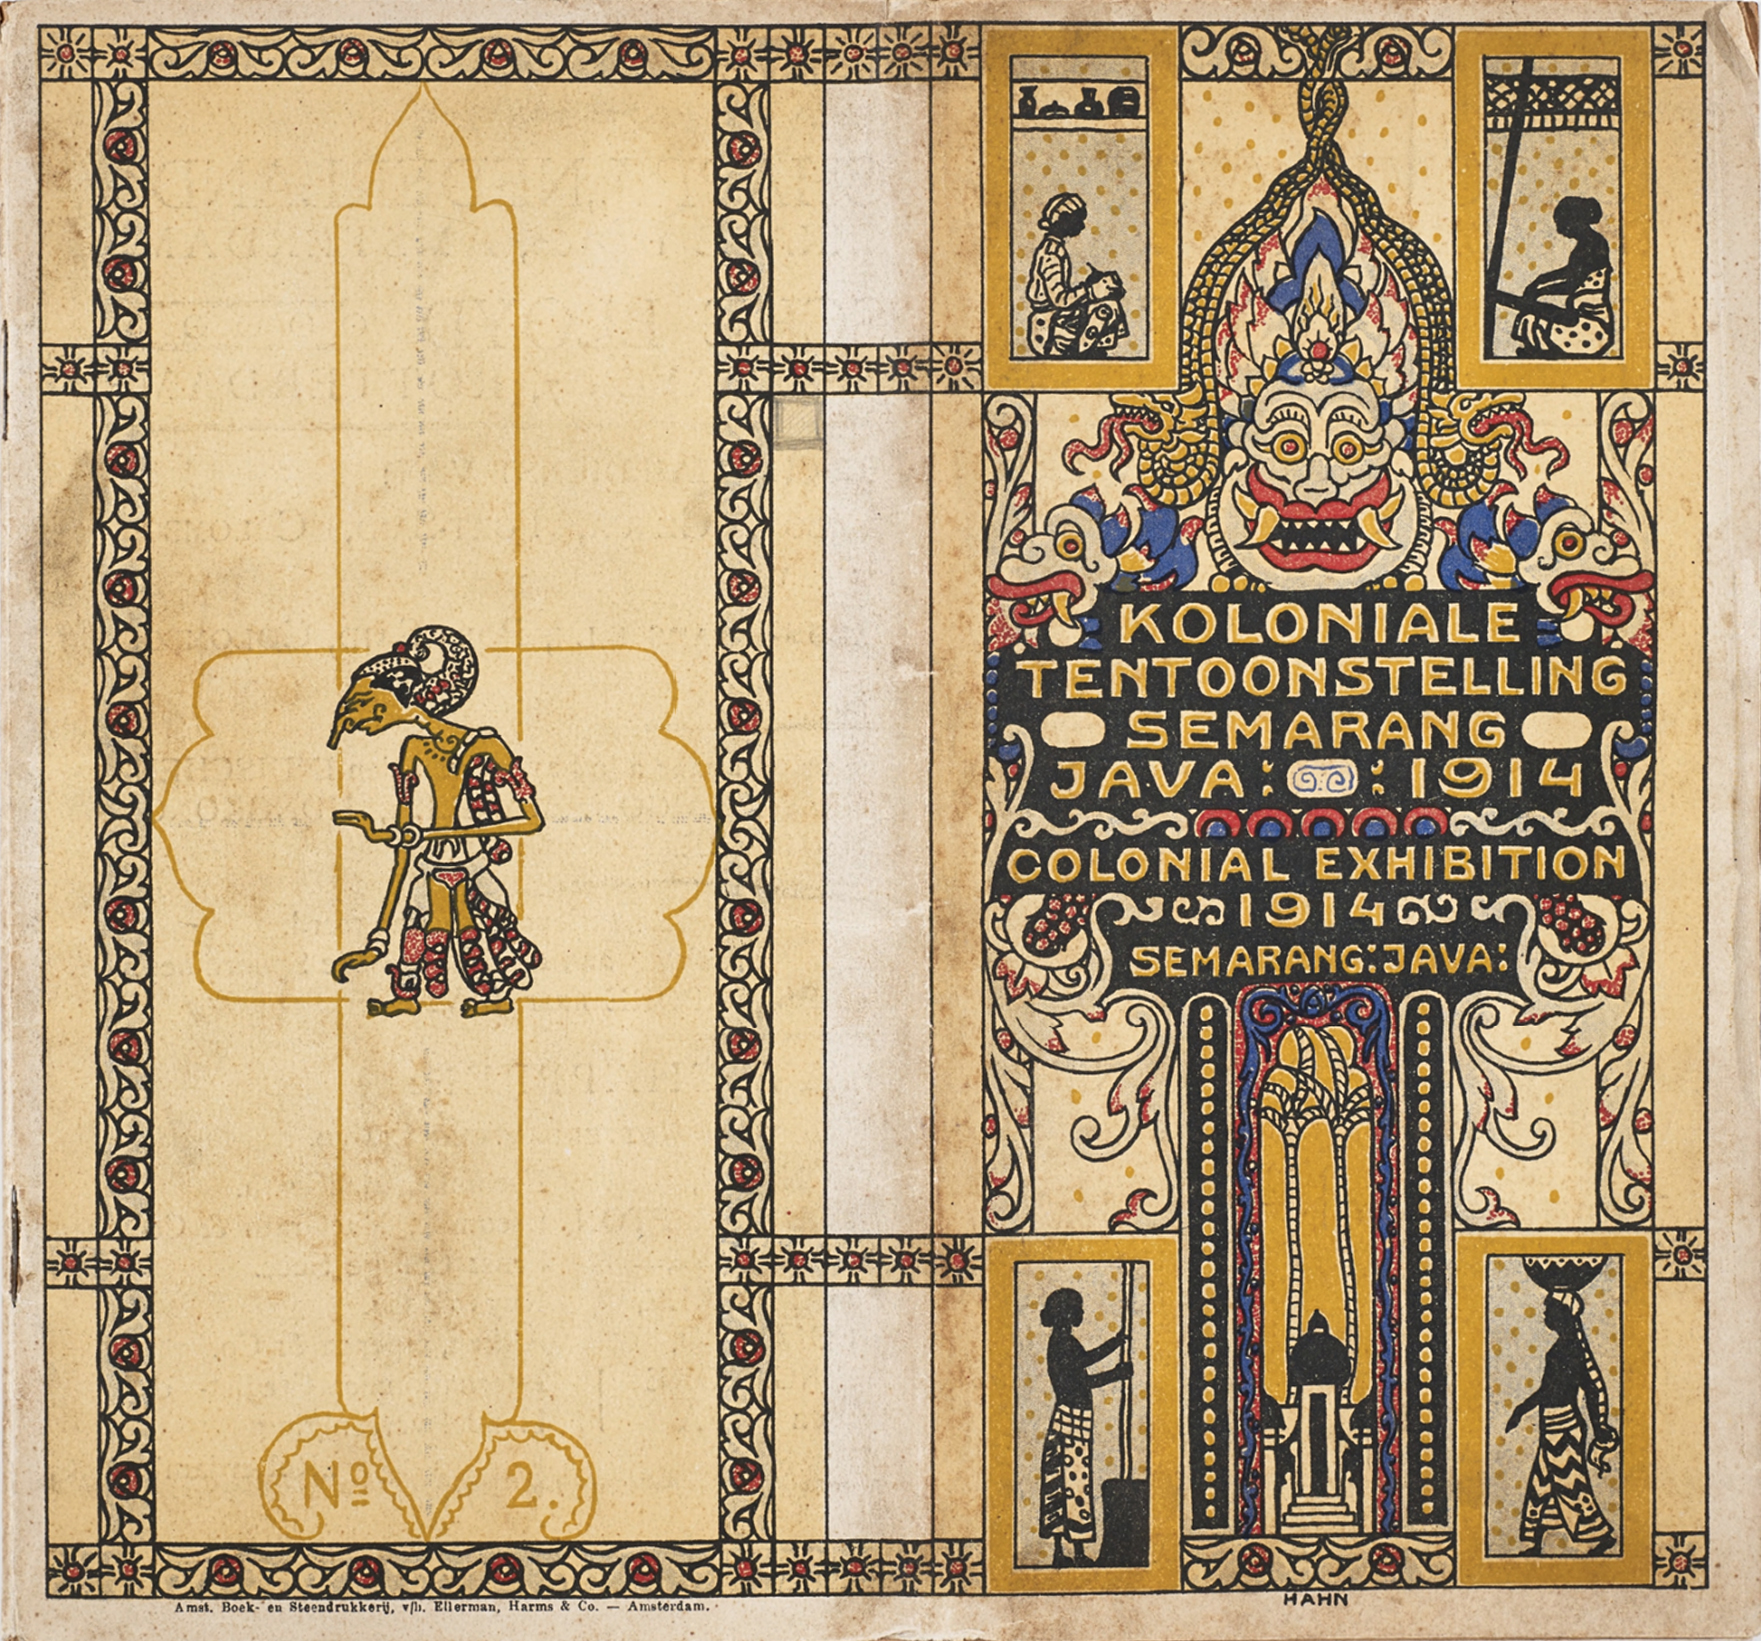 KOLONIALE
TENTOONSTELLING
SEMARANG
JAVA : : 1914
COLONIAL EXHIBITION
1914
SEMARANG:JAVA:
No 2.
Amst. Boek- en Steendrukkerij, v/h. Ellerman, Harms & Co. — Amsterdam.
HAHN